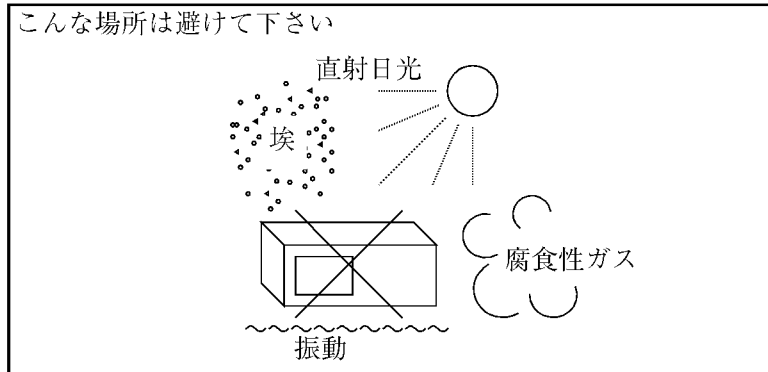 こんな場所は避けて下さい
直射日光
埃
腐食性ガス
振動